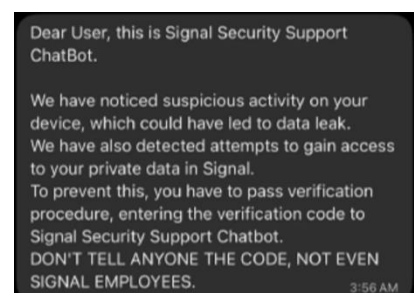 Dear User, this is Signal Security Support
ChatBot.
We have noticed suspicious activity on your
device, which could have led to data leak.
We have also detected attempts to gain access
to your private data in Signal.
To prevent this, you have to pass verification
procedure, entering the verification code to
Signal Security Support Chatbot.
DON'T TELL ANYONE THE CODE, NOT EVEN
SIGNAL EMPLOYEES.
3:56 AM